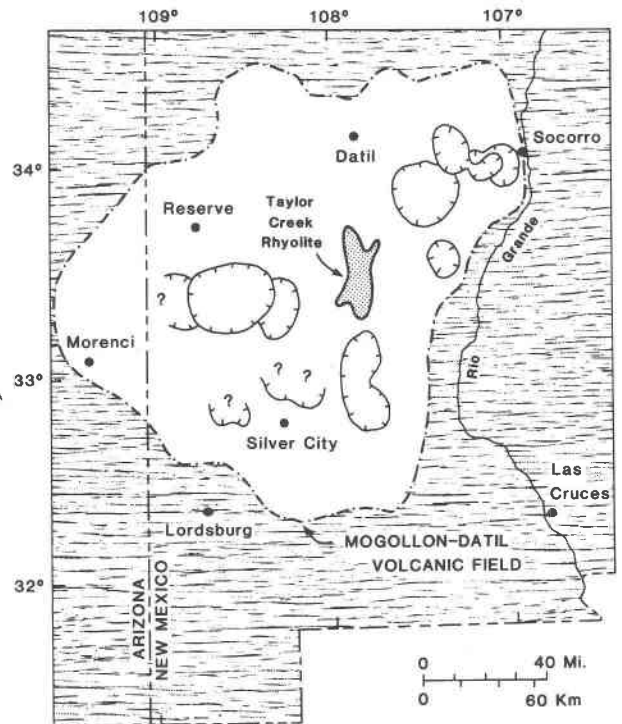 109°
108°
107°
Socorro
Datil
34°
Reserve
Taylor
Creek
Rhyolite
Grande
?
Rio
Morenci
33°
?
?
?
Silver City
Las
Cruces
Lordsburg
MOGOLLON-DATIL
VOLCANIC FIELD
32°
ARIZONA
NEW MEXICO
0 40 Mi.
0 60 Km